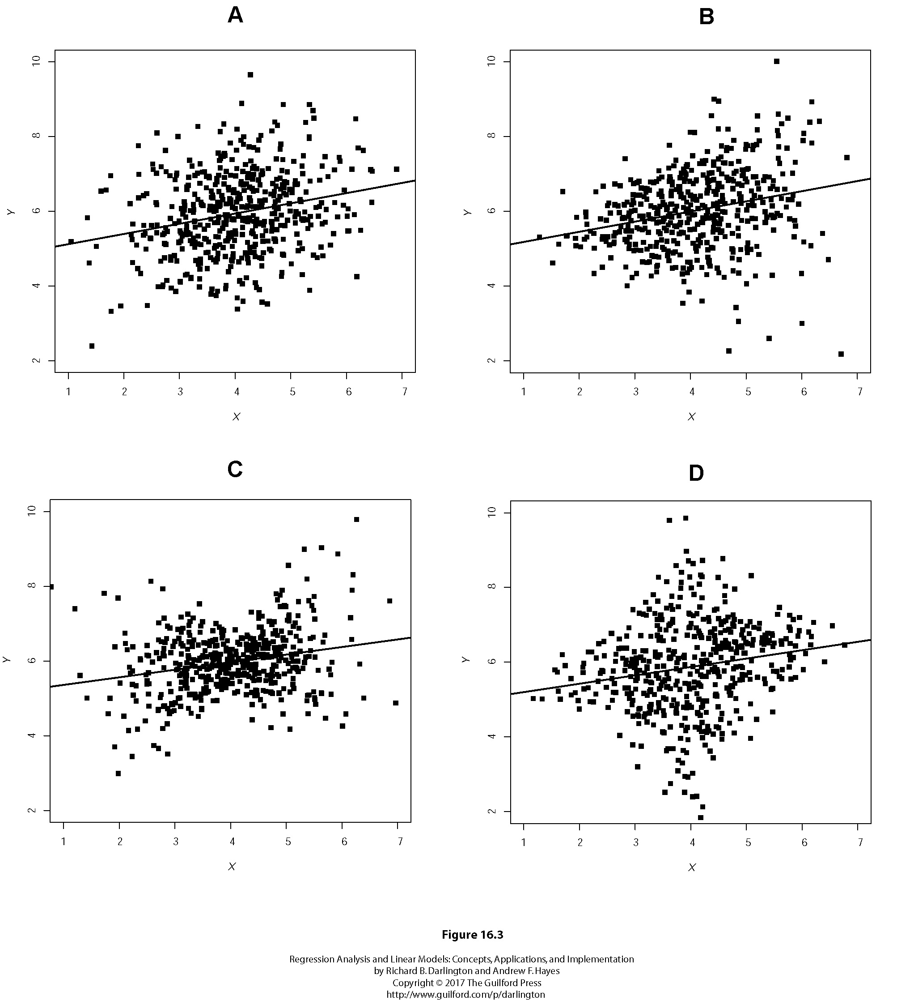 A
B
10
8
6
4
2
Y
1 2 3 4 5 6 7
X
10
8
6
4
2
Y
1 2 3 4 5 6 7
X
C
D
10
8
6
4
2
Y
1 2 3 4 5 6 7
X
10
8
6
4
2
Y
1 2 3 4 5 6 7
X
Figure 16.3
Regression Analysis and Linear Models: Concepts, Applications, and Implementation
by Richard B. Darlington and Andrew F. Hayes
Copyright © 2017 The Guilford Press
http://www.guilford.com/p/darlington